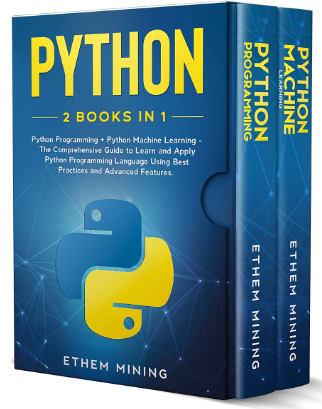 PYTHON
2 BOOKS IN 1
Python Programming + Python Machine Learning -
The Comprehensive Guide to Learn and Apply
Python Programming Language Using Best
Practices and Advanced Features.
ETHEM MINING
PYTHON
PROGRAMMING
ETHEM MINING
PYTHON
MACHINE
LEARNING
ETHEM MINING